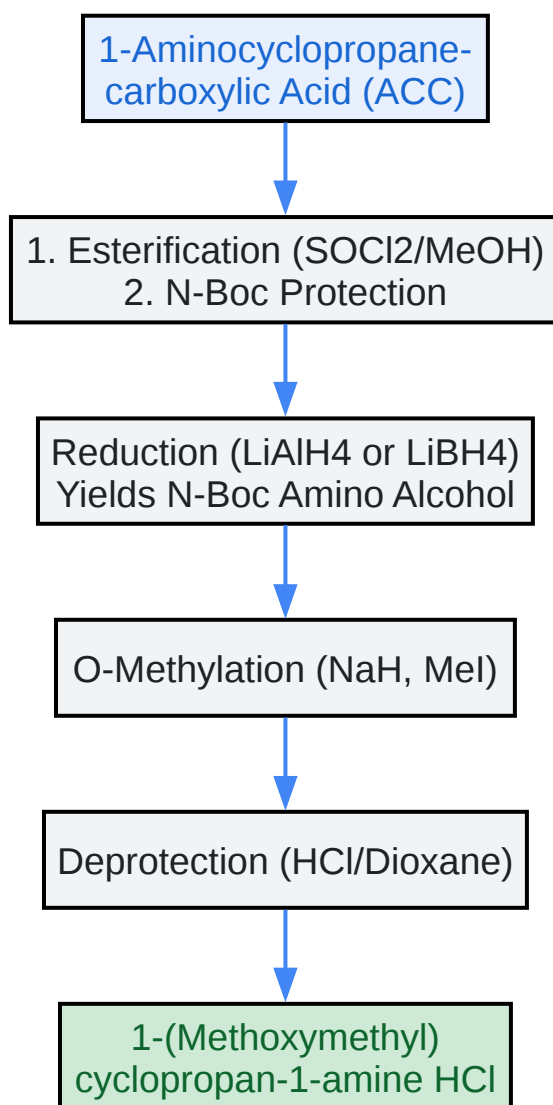 1-Aminocyclopropane-
carboxylic Acid (ACC)
1. Esterification (SOCl2/MeOH)
2. N-Boc Protection
Reduction (LiAlH4 or LiBH4)
Yields N-Boc Amino Alcohol
O-Methylation (NaH, MeI)
Deprotection (HCl/Dioxane)
1-(Methoxymethyl)
cyclopropan-1-amine HCl